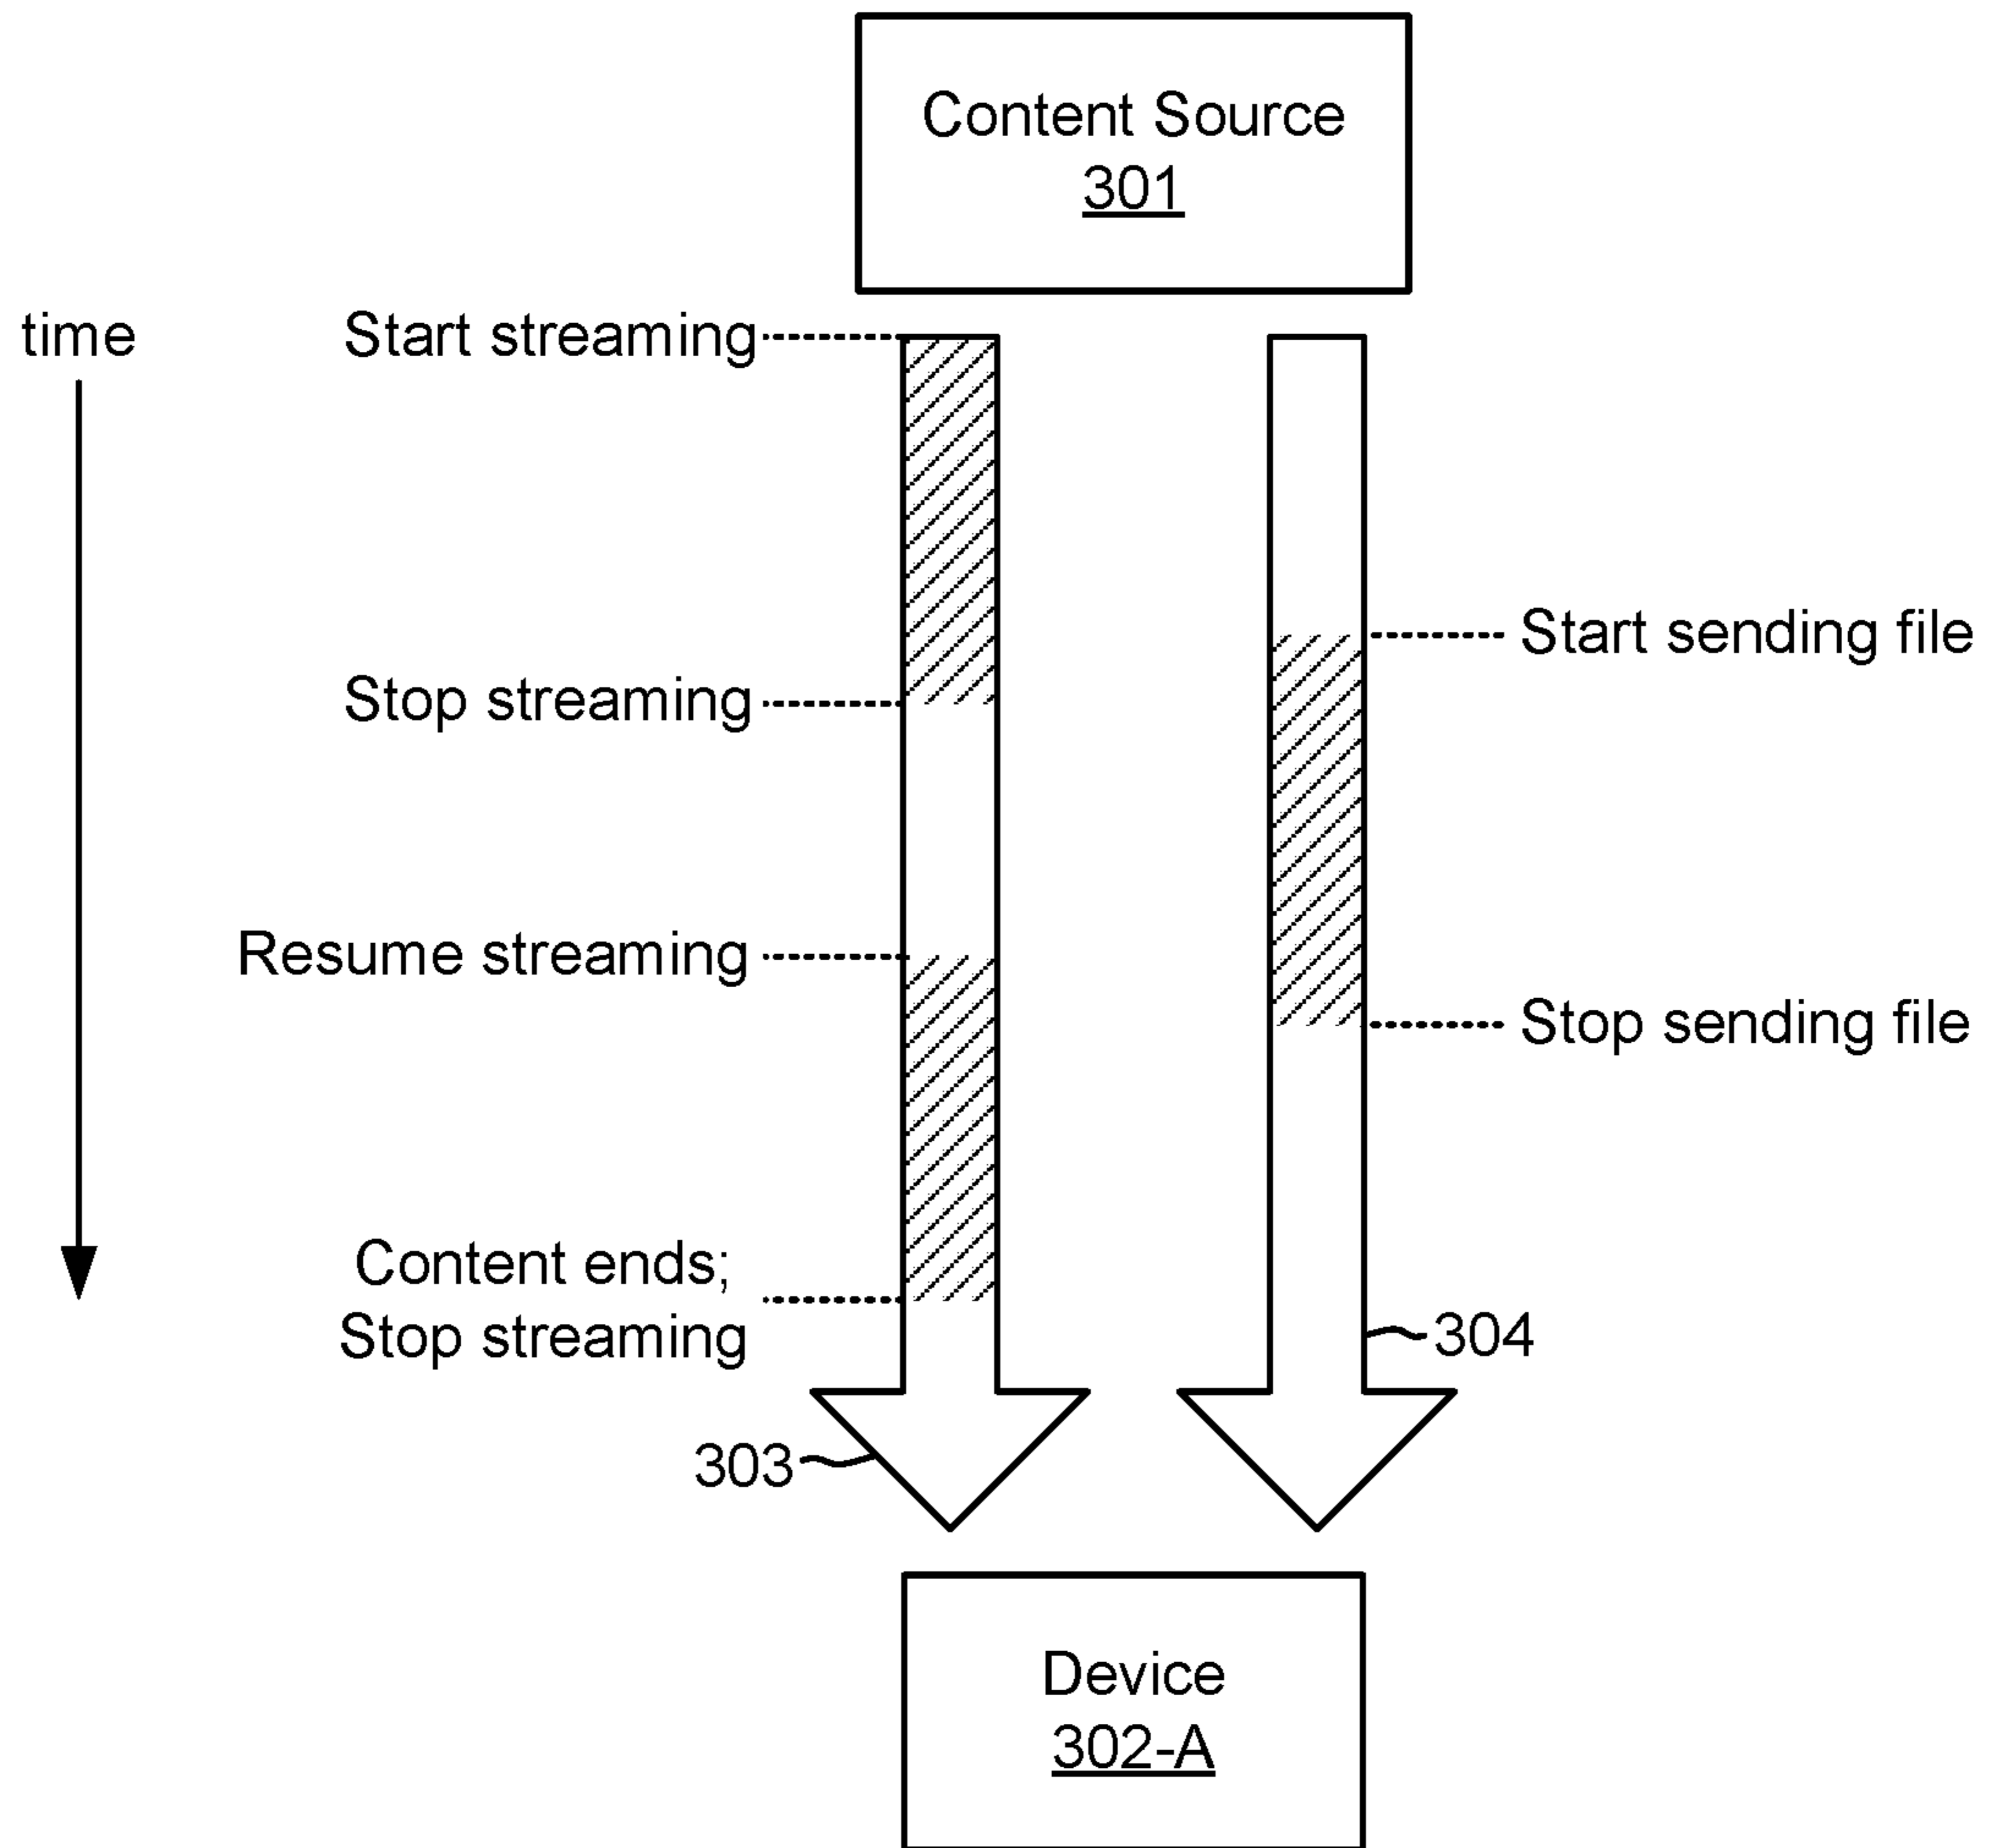 Content Source
301
time
Start streaming
Start sending file
Stop streaming
Resume streaming
Stop sending file
Content ends;
Stop streaming
304
303
Device
302-A